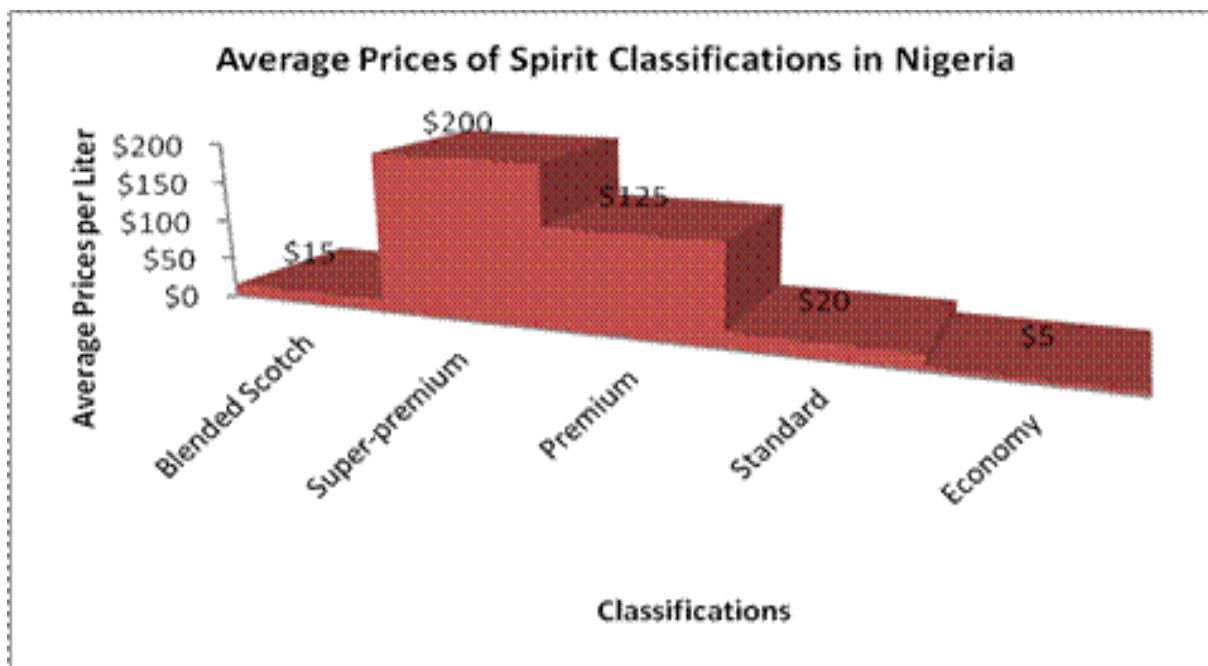 Average Prices of Spirit Classifications in Nigeria
Average Prices per Liter
$200
$150
$100
$50
$0
$15
$200
$125
$20
$5
Blended Scotch
Super-premium
Premium
Standard
Economy
Classifications